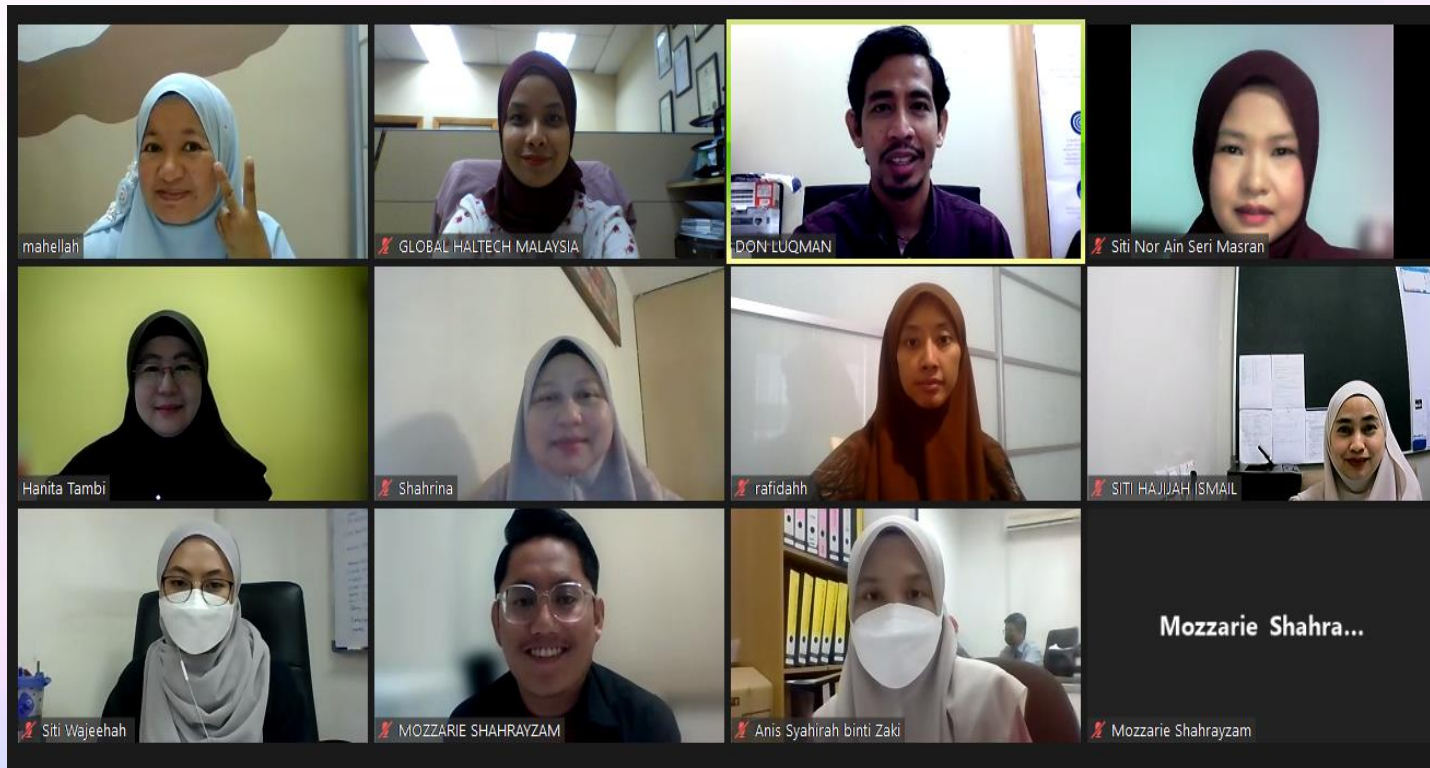 mahellah
GLOBAL HALTECH MALAYSIA
DON LUQMAN
Siti Nor Ain Seri Masran
Hanita Tambi
Shahrina
rafidahh
SITI HAJIJAH ISMAIL
Siti Wajeehah
MOZZARIE SHAHRAYZAM
Anis Syahirah binti Zaki
Mozzarie Shahra...
Mozzarie Shahrayzam